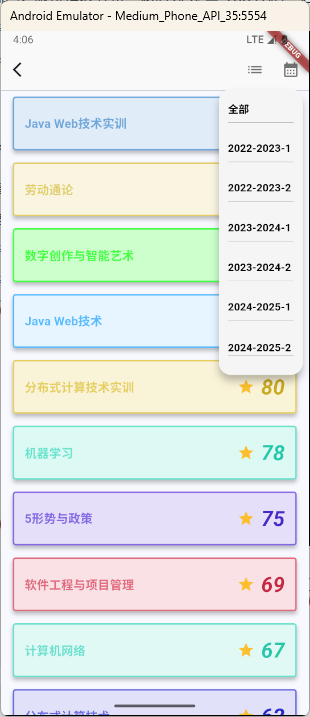 Android Emulator - Medium_Phone_API_35:5554
4:06
LTE
DEBUG
全部
2022-2023-1
2022-2023-2
2023-2024-1
2023-2024-2
2024-2025-1
2024-2025-2
Java Web技术实训
劳动通论
数字创作与智能艺术
Java Web技术
分布式计算技术实训 80
机器学习 78
5形势与政策 75
软件工程与项目管理 69
计算机网络 67